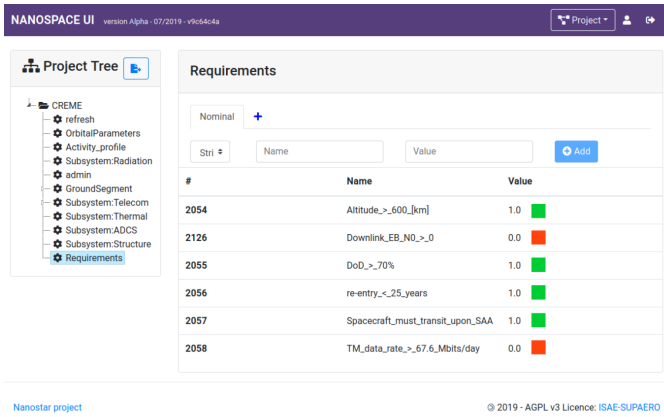 NANOSPACE UI version Alpha - 07/2019 - v9c64c4a
Project
Project Tree
CREME
refresh
OrbitalParameters
Activity_profile
Subsystem:Radiation
admin
GroundSegment
Subsystem:Telecom
Subsystem:Thermal
Subsystem:ADCS
Subsystem:Structure
Requirements
Requirements
Nominal +
Stri Name Value Add
# Name Value
2054 Altitude_>_600_[km] 1.0
2126 Downlink_EB_N0_>_0 0.0
2055 DoD_>_70% 1.0
2056 re-entry_<_25_years 1.0
2057 Spacecraft_must_transit_upon_SAA 1.0
2058 TM_data_rate_>_67.6_Mbits/day 0.0
Nanostar project
© 2019 - AGPL v3 Licence: ISAE-SUPAERO